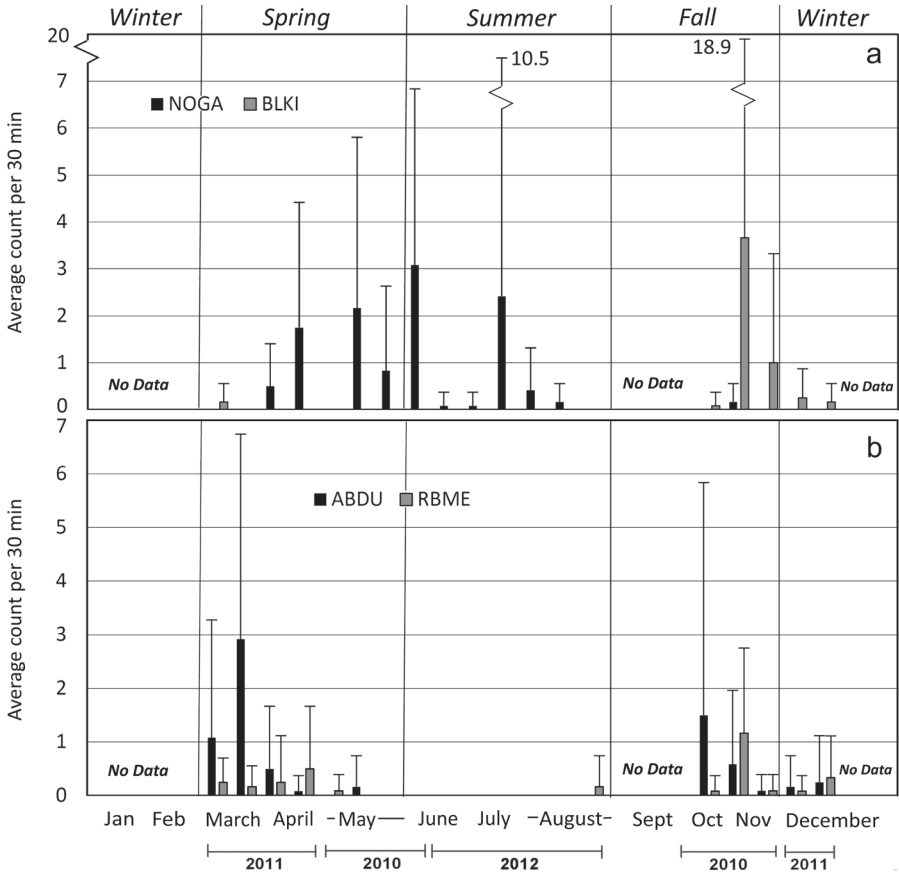 Winter Spring Summer Fall Winter
20
a
10.5
18.9
7
NOGA BLKI
6
5
4
3
2
1
No Data
No Data
No Data
0
Average count per 30 min
7
b
6
ABDU RBME
5
4
3
2
1
No Data
No Data
No Data
0
Average count per 30 min
Jan Feb March April May June July August Sept Oct Nov December
2011 2010 2012 2010 2011